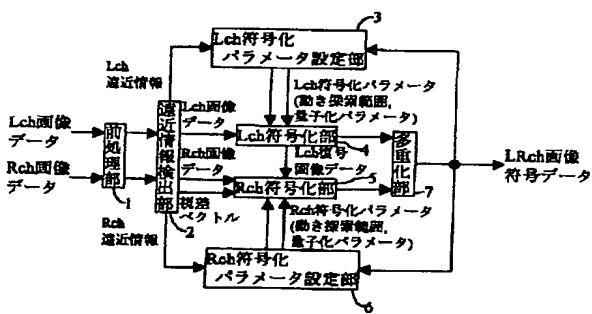 3
Lch符号化
パラメータ設定部
Lch
遠近情報
Lch符号化パラメータ
(動き探索範囲,
量子化パラメータ)
Lch画像
データ
Lch画像
データ
Lch符号化部
4
前処理部
1
遠近情報検出部
2
Lch復号
画像データ
多重化部
7
LRch画像
符号データ
Rch画像
データ
Rch画像
データ
Rch符号化部
5
視差
ベクトル
Rch
遠近情報
Rch符号化パラメータ
(動き探索範囲,
量子化パラメータ)
Rch符号化
パラメータ設定部
6